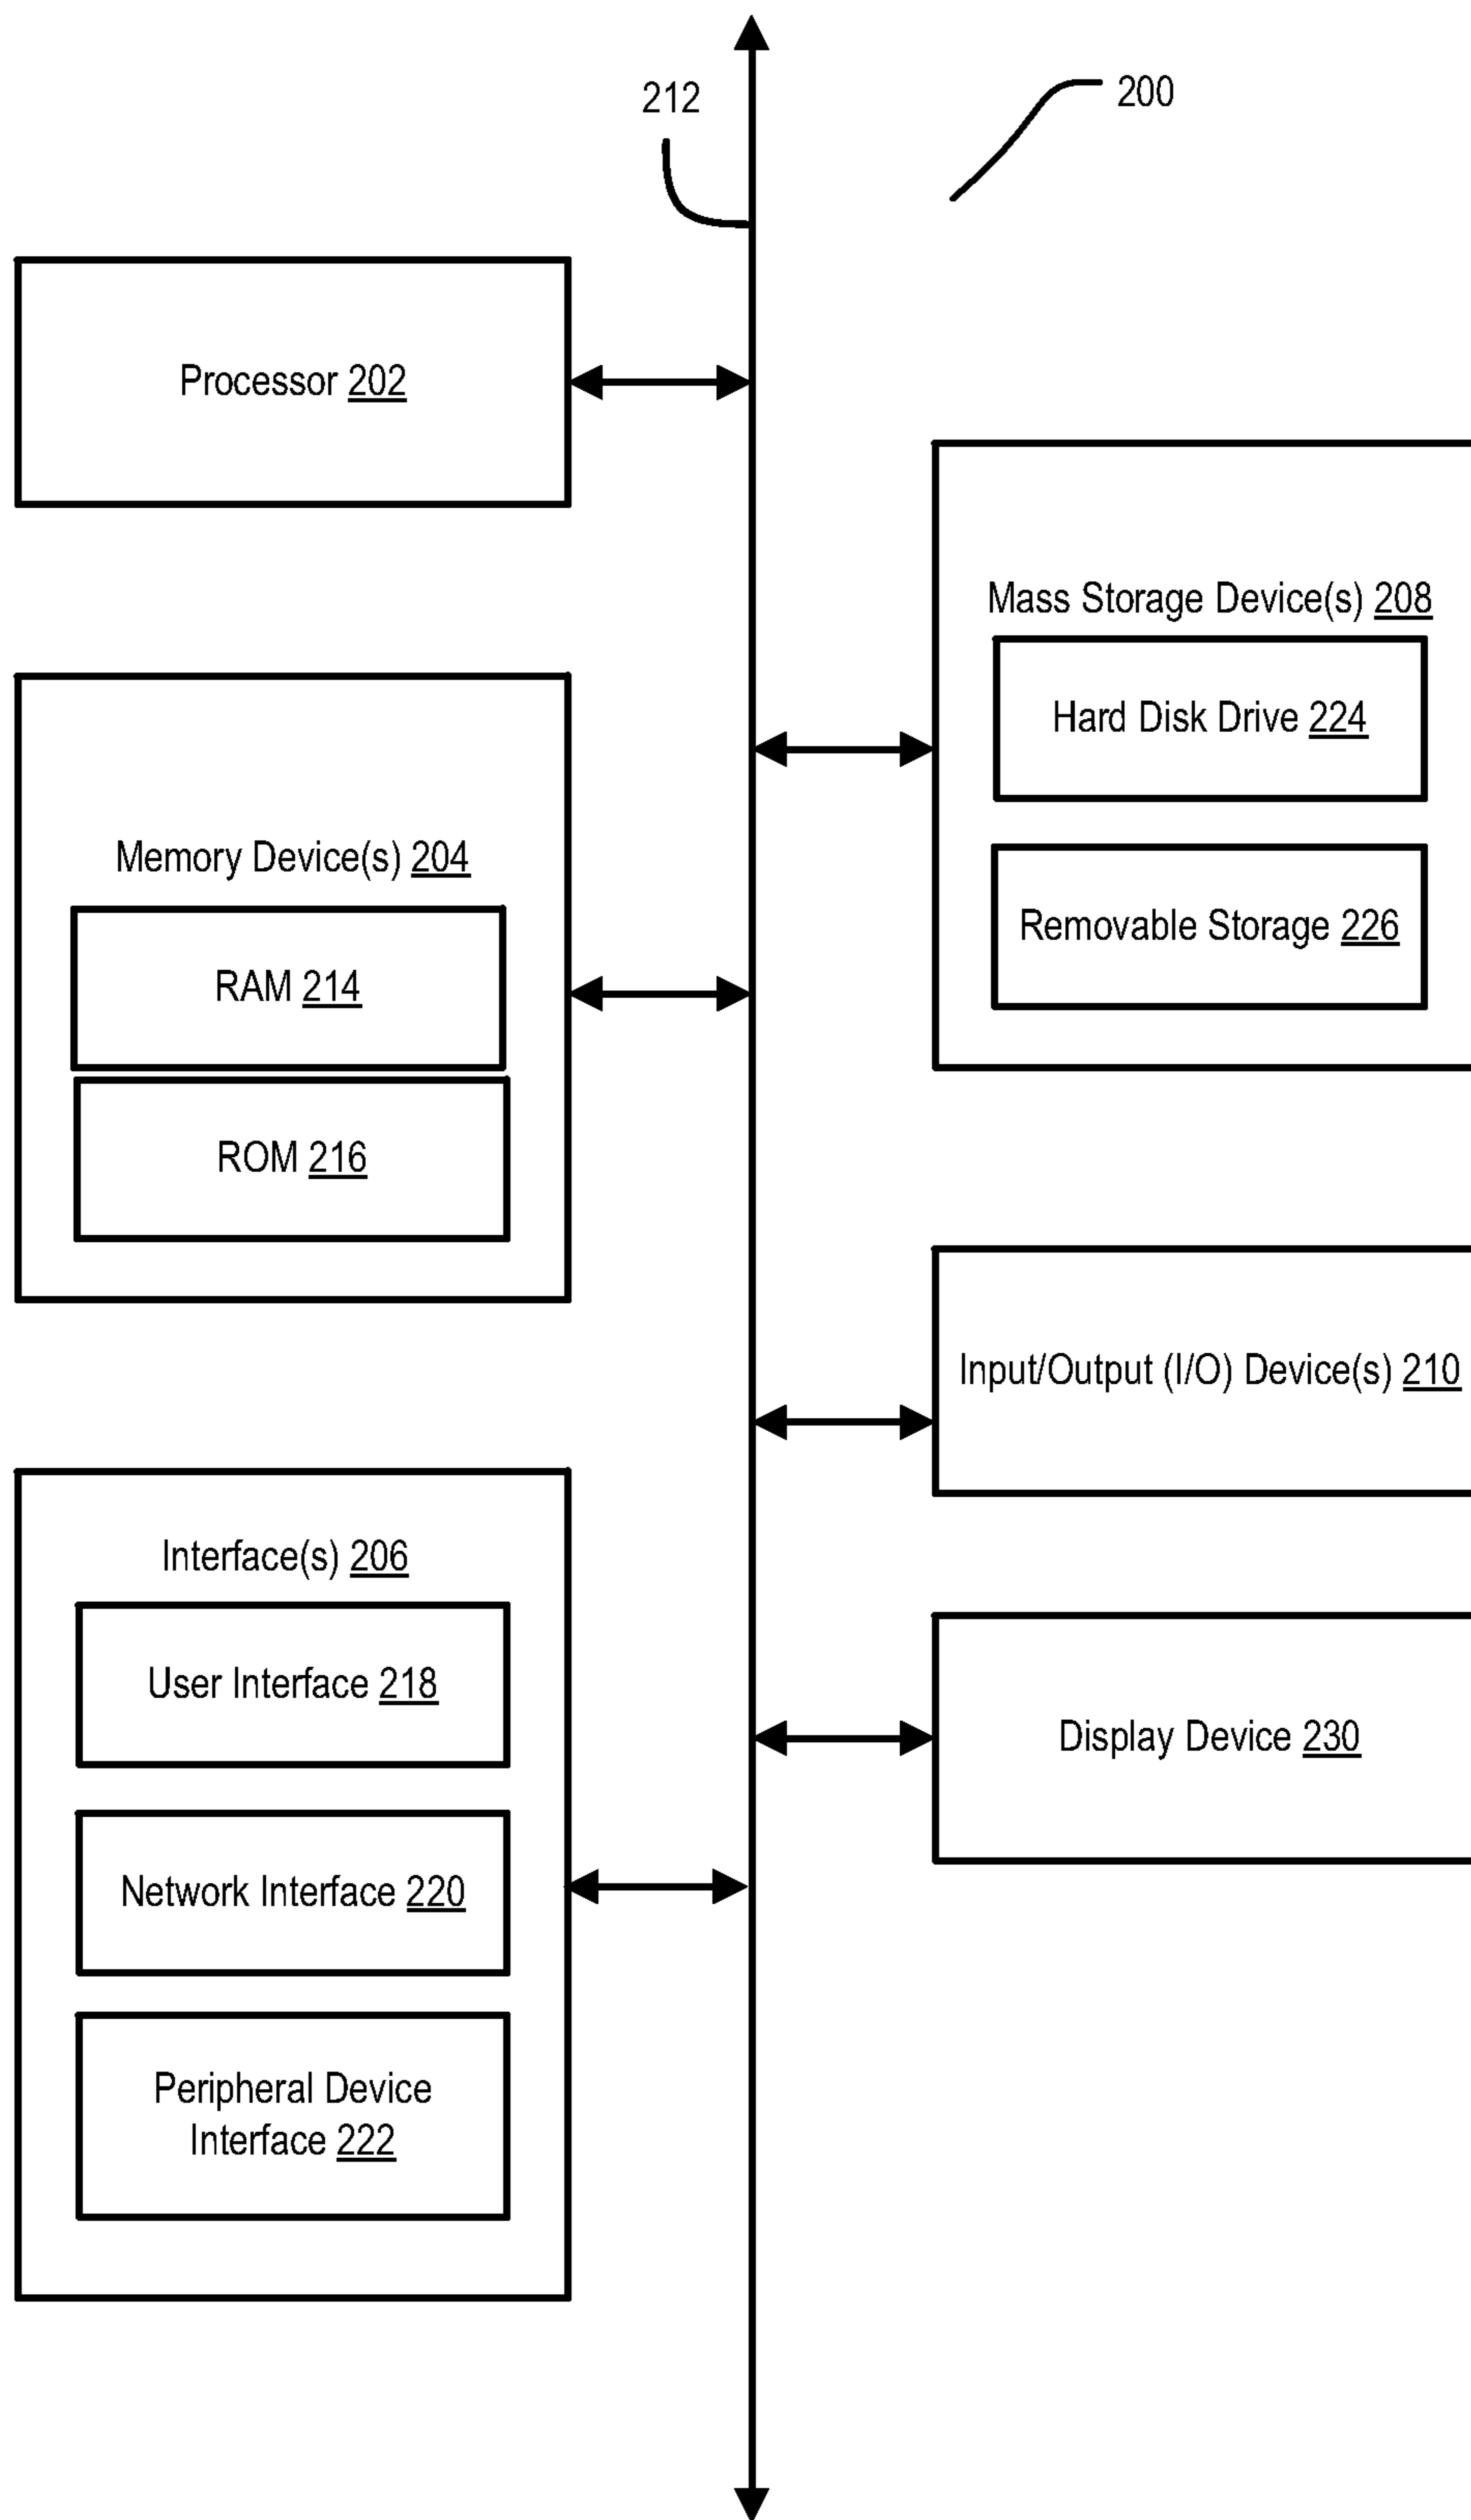 212
200
Processor 202
Mass Storage Device(s) 208
Hard Disk Drive 224
Removable Storage 226
Memory Device(s) 204
RAM 214
ROM 216
Input/Output (I/O) Device(s) 210
Interface(s) 206
User Interface 218
Display Device 230
Network Interface 220
Peripheral Device
Interface 222